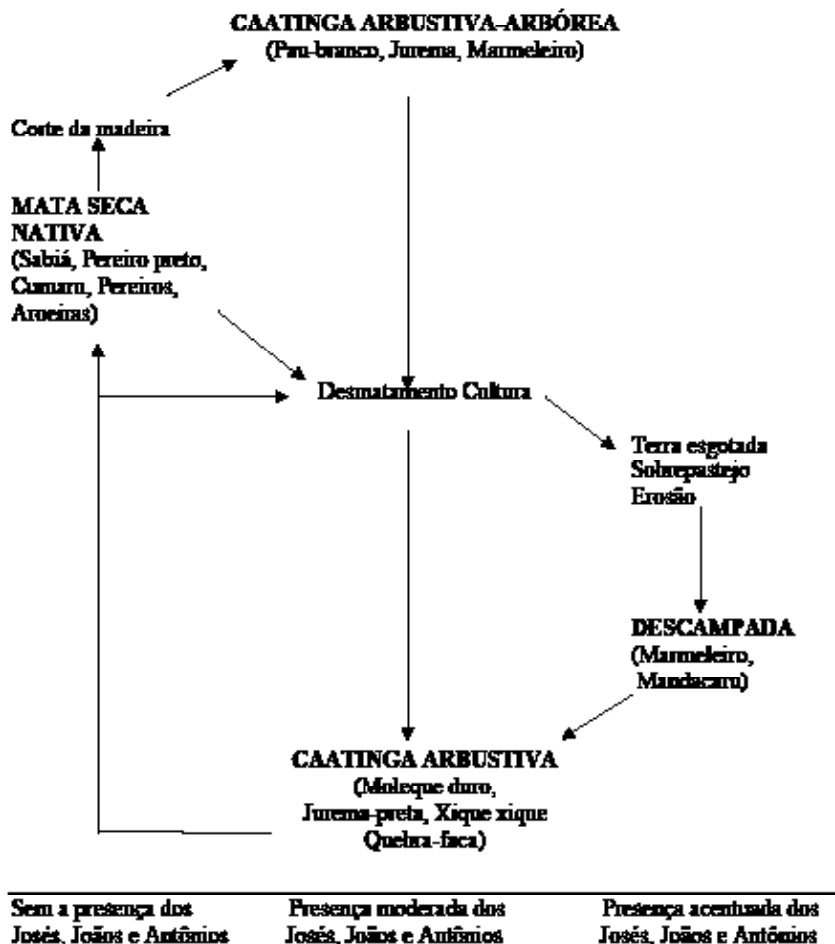 CAATINGA ARBUSTIVA-ARBÓREA
(Pau-branco, Jurema, Marmeleiro)
Corte da madeira
MATA SECA
NATIVA
(Sabiá, Pereiro preto,
Cumaru, Pereiros,
Aroeiras)
Desmatamento Cultura
Terra esgotada
Sobrepastejo
Erosão
DESCAMPADA
(Marmeleiro,
Mandacaru)
CAATINGA ARBUSTIVA
(Moleque duro,
Jurema-preta, Xique xique
Quebra-faca)
Sem a presença dos
Josés, Joãos e Antônios
Presença moderada dos
Josés, Joãos e Antônios
Presença acentuada dos
Josés, Joãos e Antônios